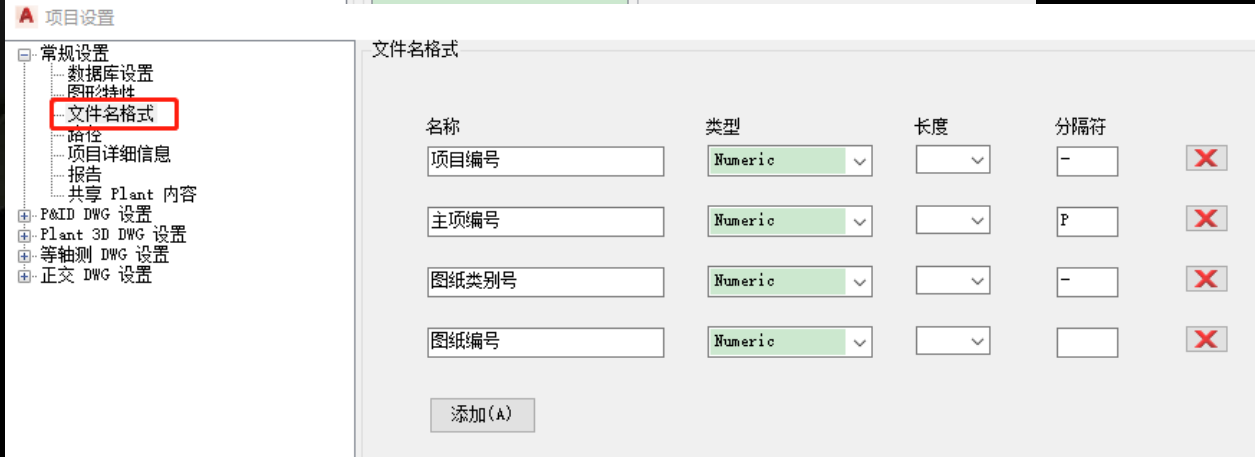 项目设置
常规设置
数据库设置
图形特性
文件名格式
路径
项目详细信息
报告
共享 Plant 内容
P&ID DWG 设置
Plant 3D DWG 设置
等轴测 DWG 设置
正交 DWG 设置
文件名格式
名称 类型 长度 分隔符
项目编号 Numeric -
主项编号 Numeric P
图纸类别号 Numeric -
图纸编号 Numeric
添加(A)